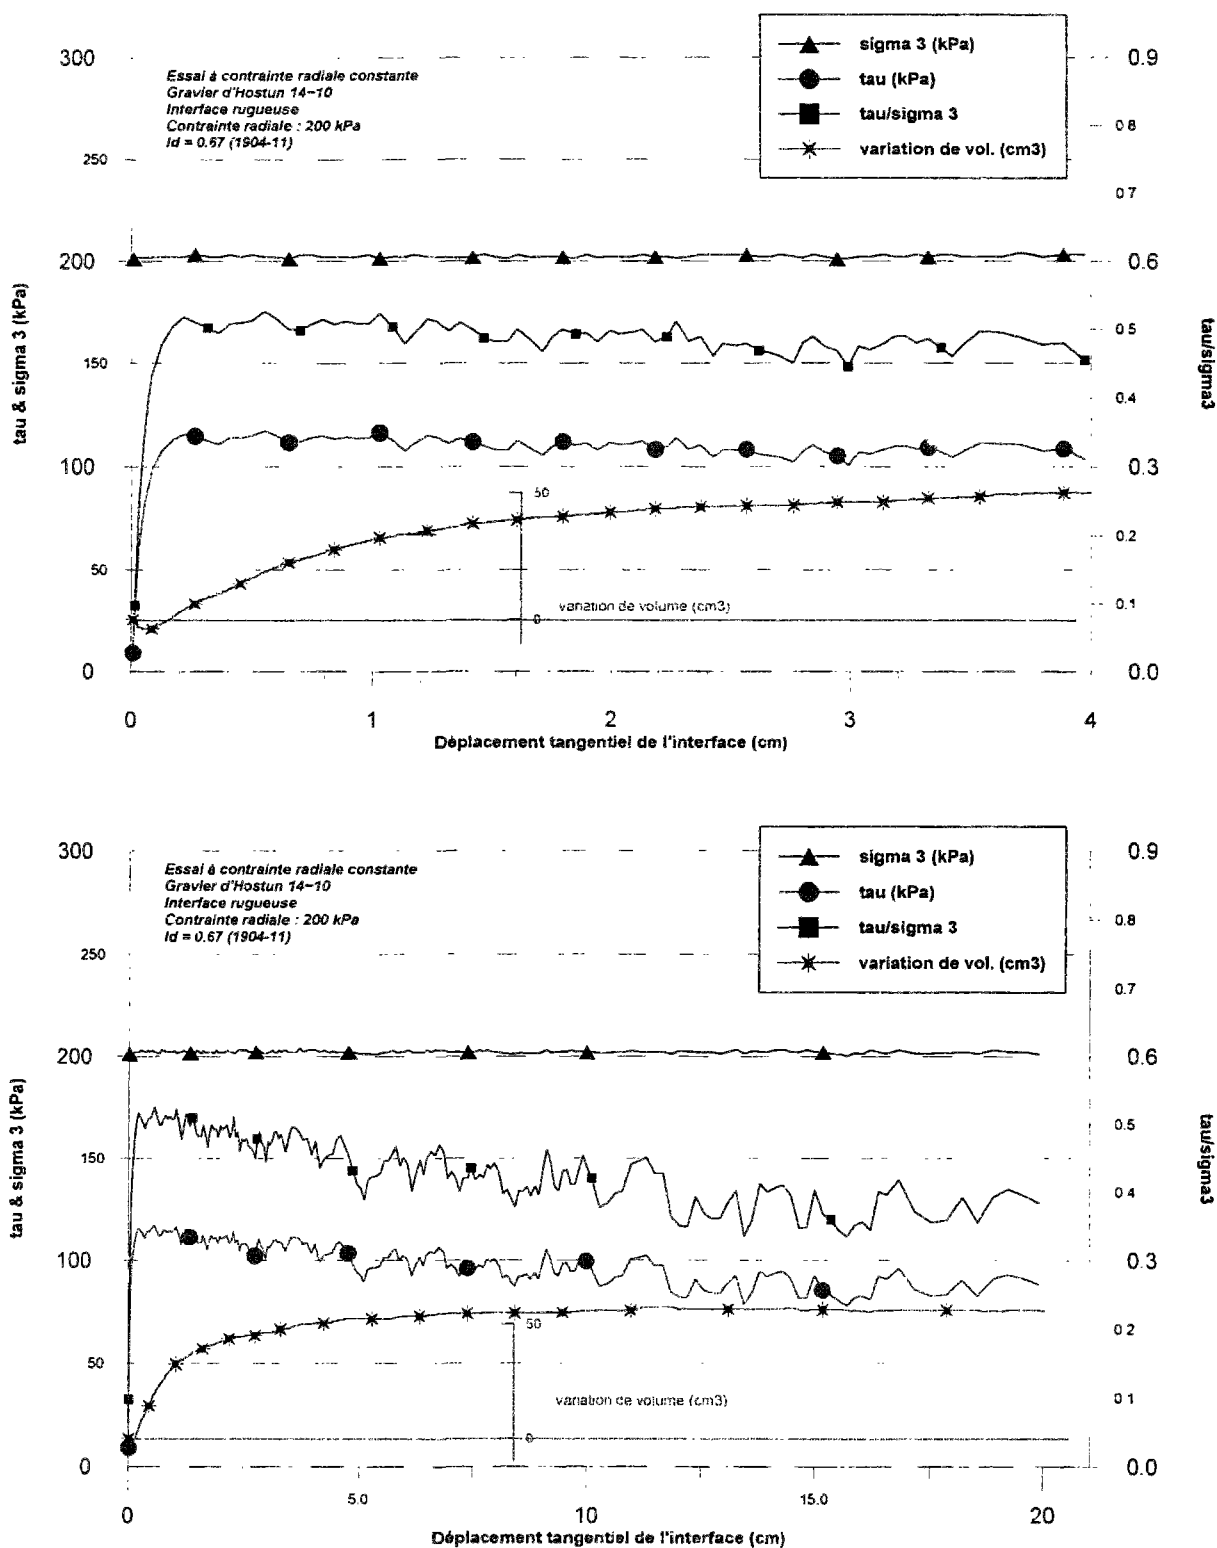 sigma 3 (kPa)
tau (kPa)
tau/sigma 3
variation de vol. (cm3)
Essai à contrainte radiale constante
Gravier d'Hostun 14-10
Interface rugueuse
Contrainte radiale : 200 kPa
Id = 0.67 (1904-11)
300
250
200
150
100
50
0
tau & sigma 3 (kPa)
0.9
0.8
0.7
0.6
0.5
0.4
0.3
0.2
0.1
0.0
tau/sigma3
50
variation de volume (cm3)
0
0 1 2 3 4
Déplacement tangentiel de l'interface (cm)
sigma 3 (kPa)
tau (kPa)
tau/sigma 3
variation de vol. (cm3)
Essai à contrainte radiale constante
Gravier d'Hostun 14-10
Interface rugueuse
Contrainte radiale : 200 kPa
Id = 0.67 (1904-11)
300
250
200
150
100
50
0
tau & sigma 3 (kPa)
0.9
0.8
0.7
0.6
0.5
0.4
0.3
0.2
0.1
0.0
tau/sigma3
50
variation de volume (cm3)
0
0 5.0 10 15.0 20
Déplacement tangentiel de l'interface (cm)